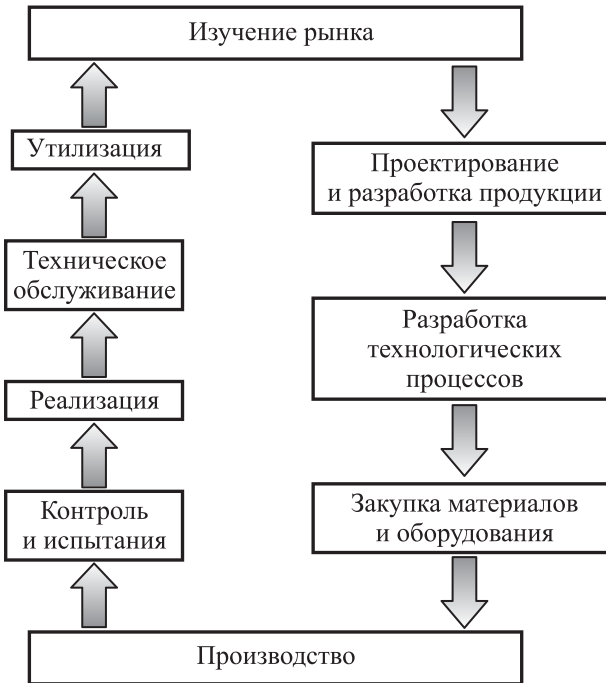 Изучение рынка
Утилизация
Проектирование
и разработка продукции
Техническое
обслуживание
Разработка
технологических
процессов
Реализация
Контроль
и испытания
Закупка материалов
и оборудования
Производство